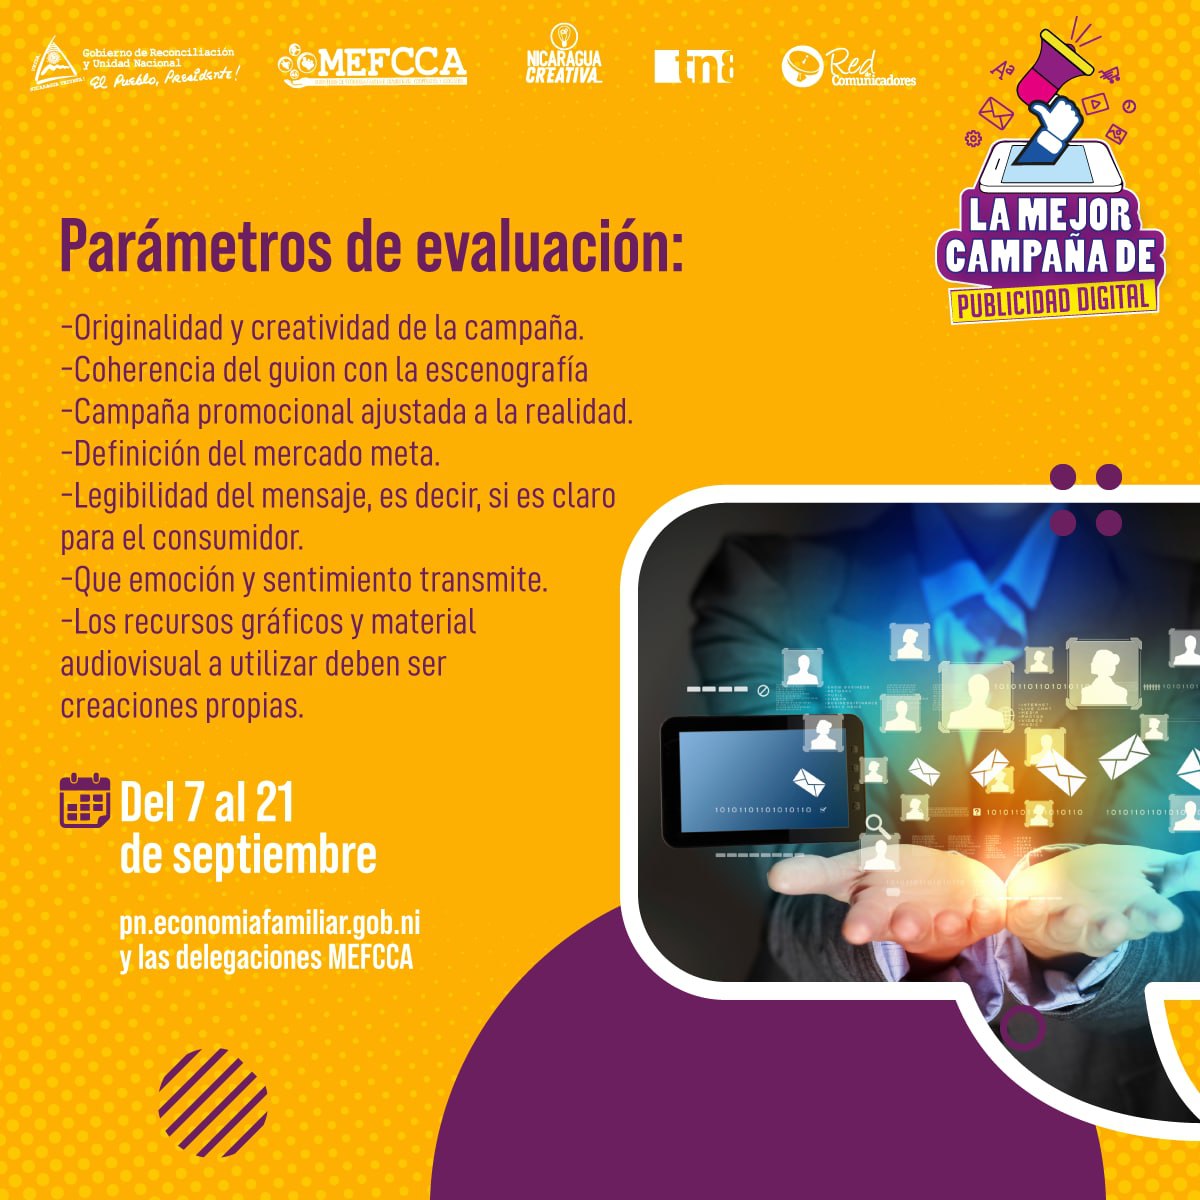 Gobierno de Reconciliación
y Unidad Nacional
El Pueblo, Presidente!
MEFCCA
NICARAGUA
CREATIVA
tn8
Red de
Comunicadores
Aa
LA MEJOR
CAMPAÑA DE
PUBLICIDAD DIGITAL
Parámetros de evaluación:
-Originalidad y creatividad de la campaña.
-Coherencia del guion con la escenografía
-Campaña promocional ajustada a la realidad.
-Definición del mercado meta.
-Legibilidad del mensaje, es decir, si es claro
para el consumidor.
-Que emoción y sentimiento transmite.
-Los recursos gráficos y material
audiovisual a utilizar deben ser
creaciones propias.
Del 7 al 21
de septiembre
pn.economiafamiliar.gob.ni
y las delegaciones MEFCCA